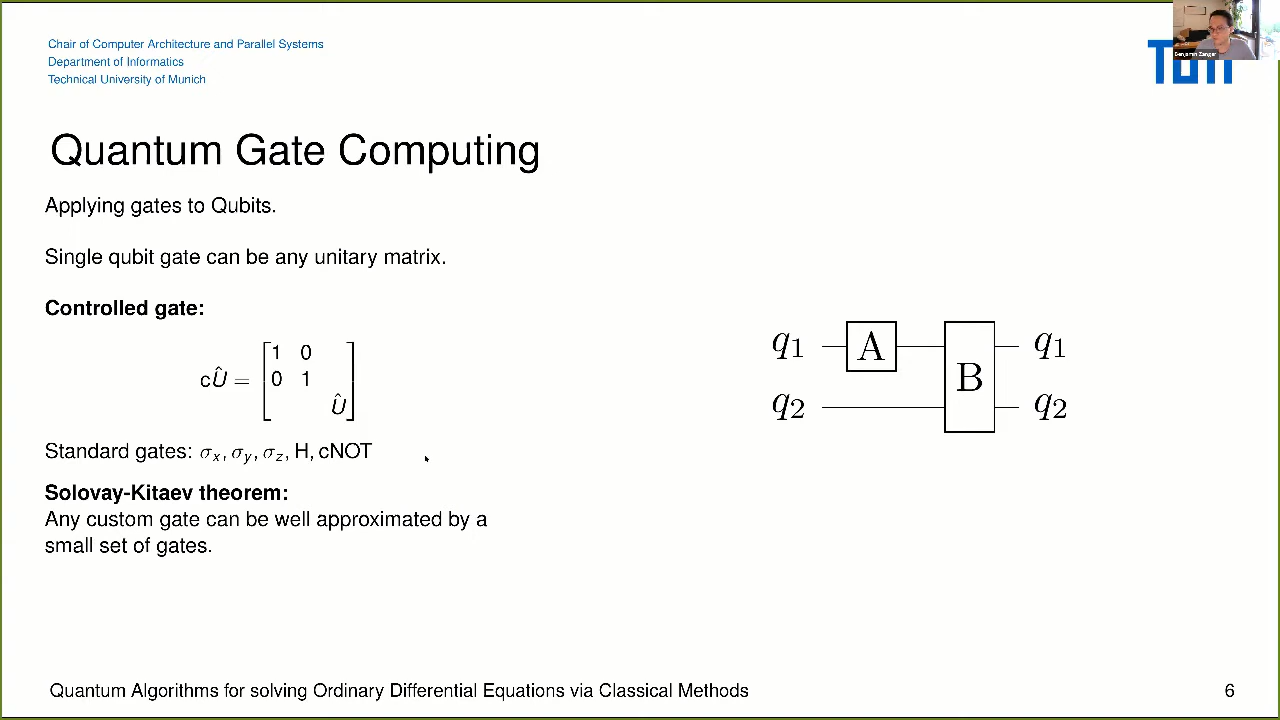 Chair of Computer Architecture and Parallel Systems
Department of Informatics
Technical University of Munich
Benjamin Zanger
Quantum Gate Computing
Applying gates to Qubits.
Single qubit gate can be any unitary matrix.
Controlled gate:
cÛ = [1 0
0 1
Û]
Standard gates: σx, σy, σz, H, cNOT
Solovay-Kitaev theorem:
Any custom gate can be well approximated by a
small set of gates.
q1 A B q1
q2 q2
Quantum Algorithms for solving Ordinary Differential Equations via Classical Methods 6